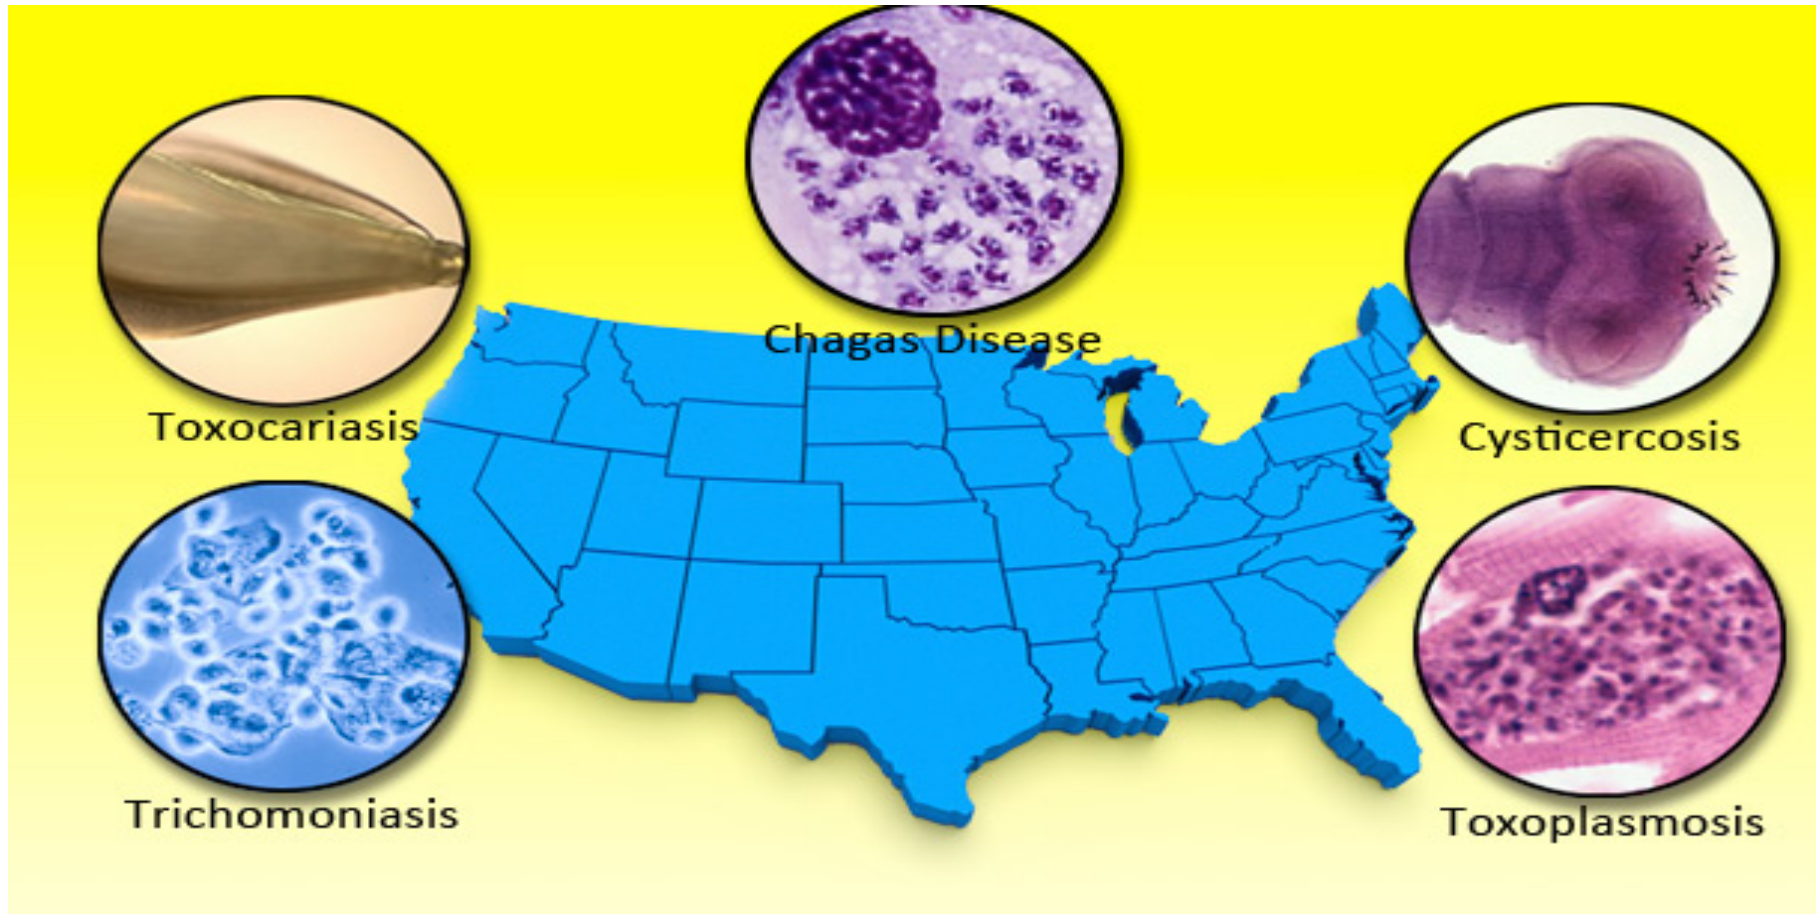 Chagas Disease
Toxocariasis
Cysticercosis
Trichomoniasis
Toxoplasmosis